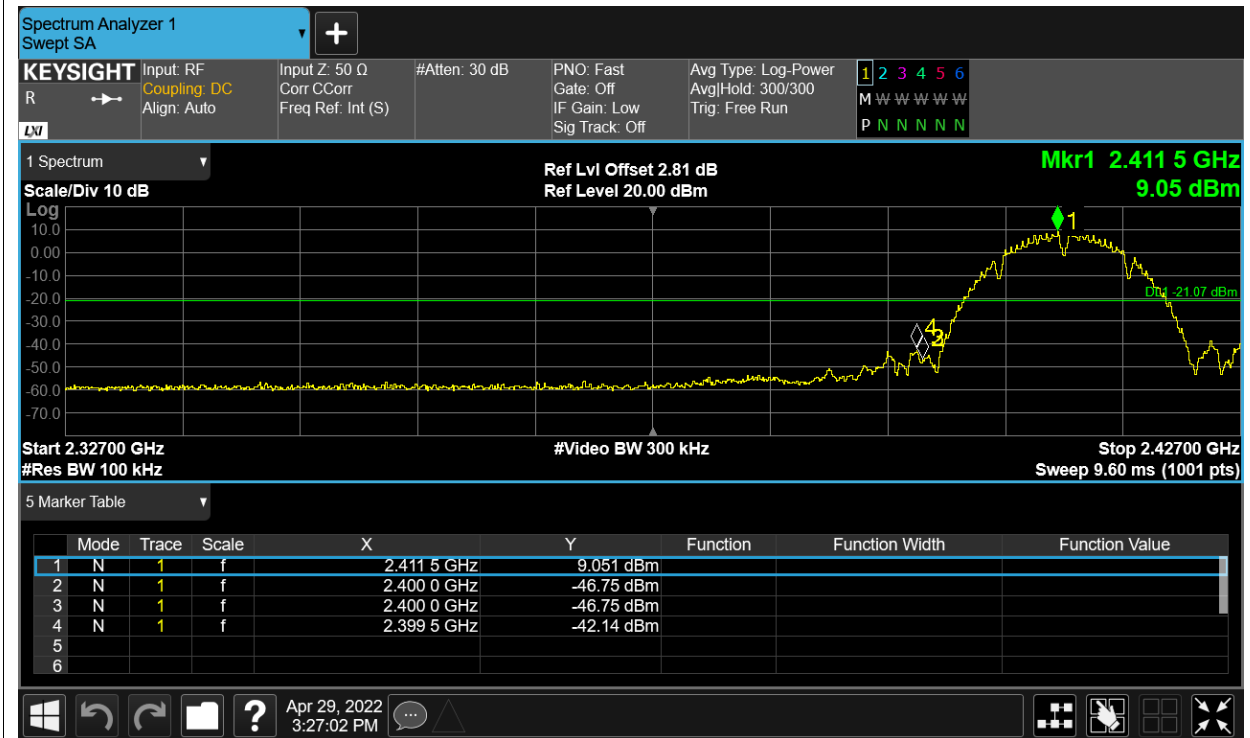 Spectrum Analyzer 1
Swept SA
KEYSIGHT
R
LXI
Input: RF
Coupling: DC
Align: Auto
Input Z: 50 Ω
Corr CCorr
Freq Ref: Int (S)
#Atten: 30 dB
PNO: Fast
Gate: Off
IF Gain: Low
Sig Track: Off
Avg Type: Log-Power
Avg|Hold: 300/300
Trig: Free Run
1 2 3 4 5 6
M W W W W W
P N N N N N
1 Spectrum
Scale/Div 10 dB
Ref Lvl Offset 2.81 dB
Ref Level 20.00 dBm
Mkr1 2.411 5 GHz
9.05 dBm
Log
10.0
0.00
-10.0
-20.0
-30.0
-40.0
-50.0
-60.0
-70.0
1
DL1 -21.07 dBm
4
Start 2.32700 GHz
#Res BW 100 kHz
#Video BW 300 kHz
Stop 2.42700 GHz
Sweep 9.60 ms (1001 pts)
5 Marker Table
Mode Trace Scale X Y Function Function Width Function Value
1 N 1 f 2.411 5 GHz 9.051 dBm
2 N 1 f 2.400 0 GHz -46.75 dBm
3 N 1 f 2.400 0 GHz -46.75 dBm
4 N 1 f 2.399 5 GHz -42.14 dBm
5
6
?
Apr 29, 2022
3:27:02 PM